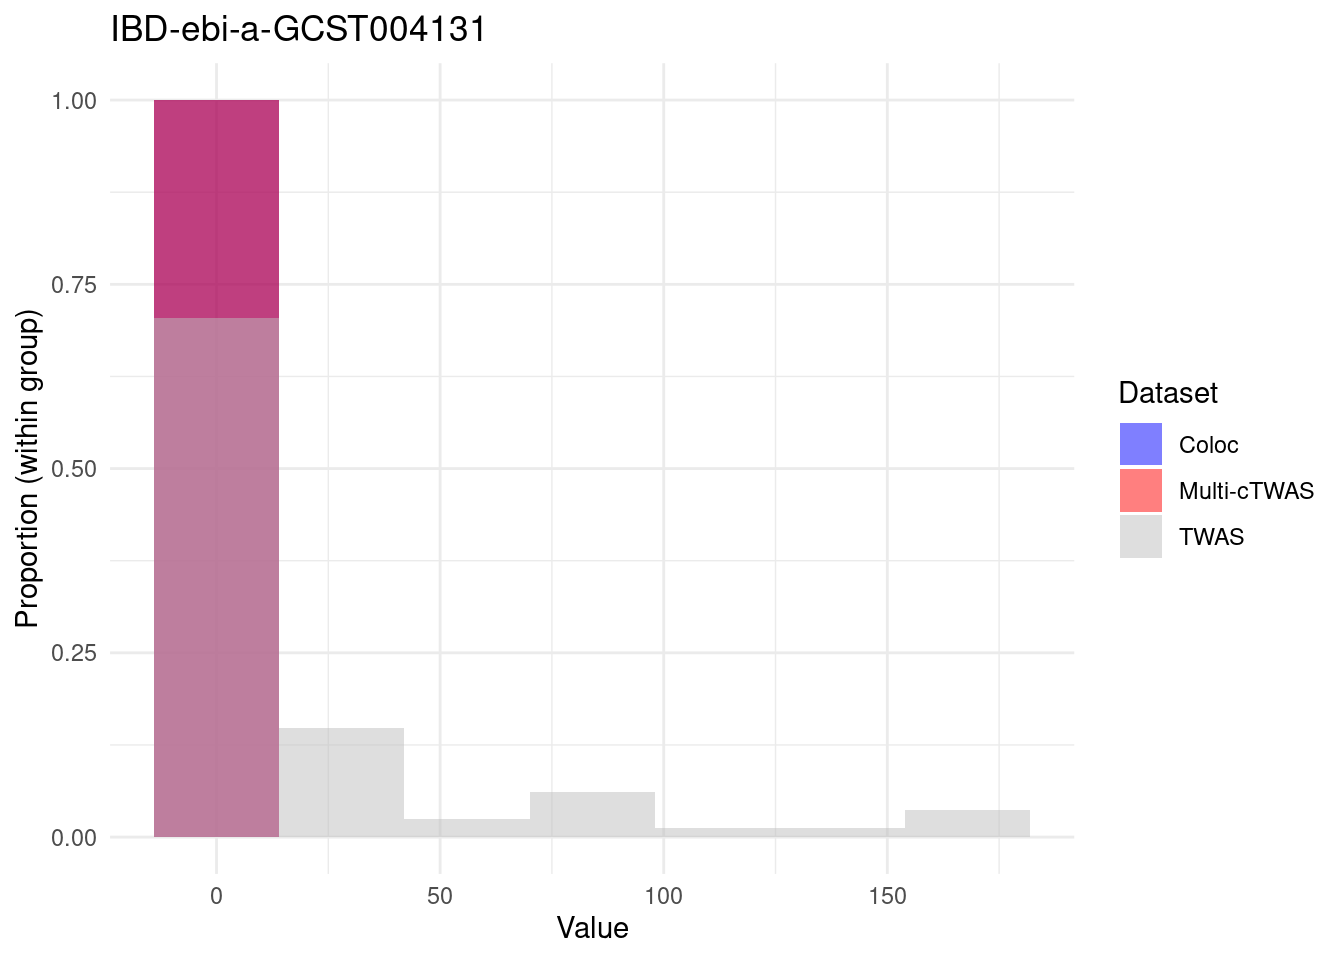 IBD-ebi-a-GCST004131
1.00
0.75
0.50
0.25
0.00
Proportion (within group)
0 50 100 150
Value
Dataset
Coloc
Multi-cTWAS
TWAS